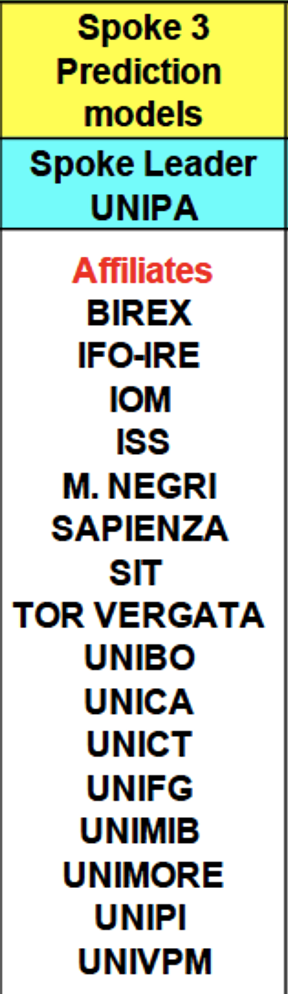 Spoke 3
Prediction
models
Spoke Leader
UNIPA
Affiliates
BIREX
IFO-IRE
IOM
ISS
M. NEGRI
SAPIENZA
SIT
TOR VERGATA
UNIBO
UNICA
UNICT
UNIFG
UNIMIB
UNIMORE
UNIPI
UNIVPM